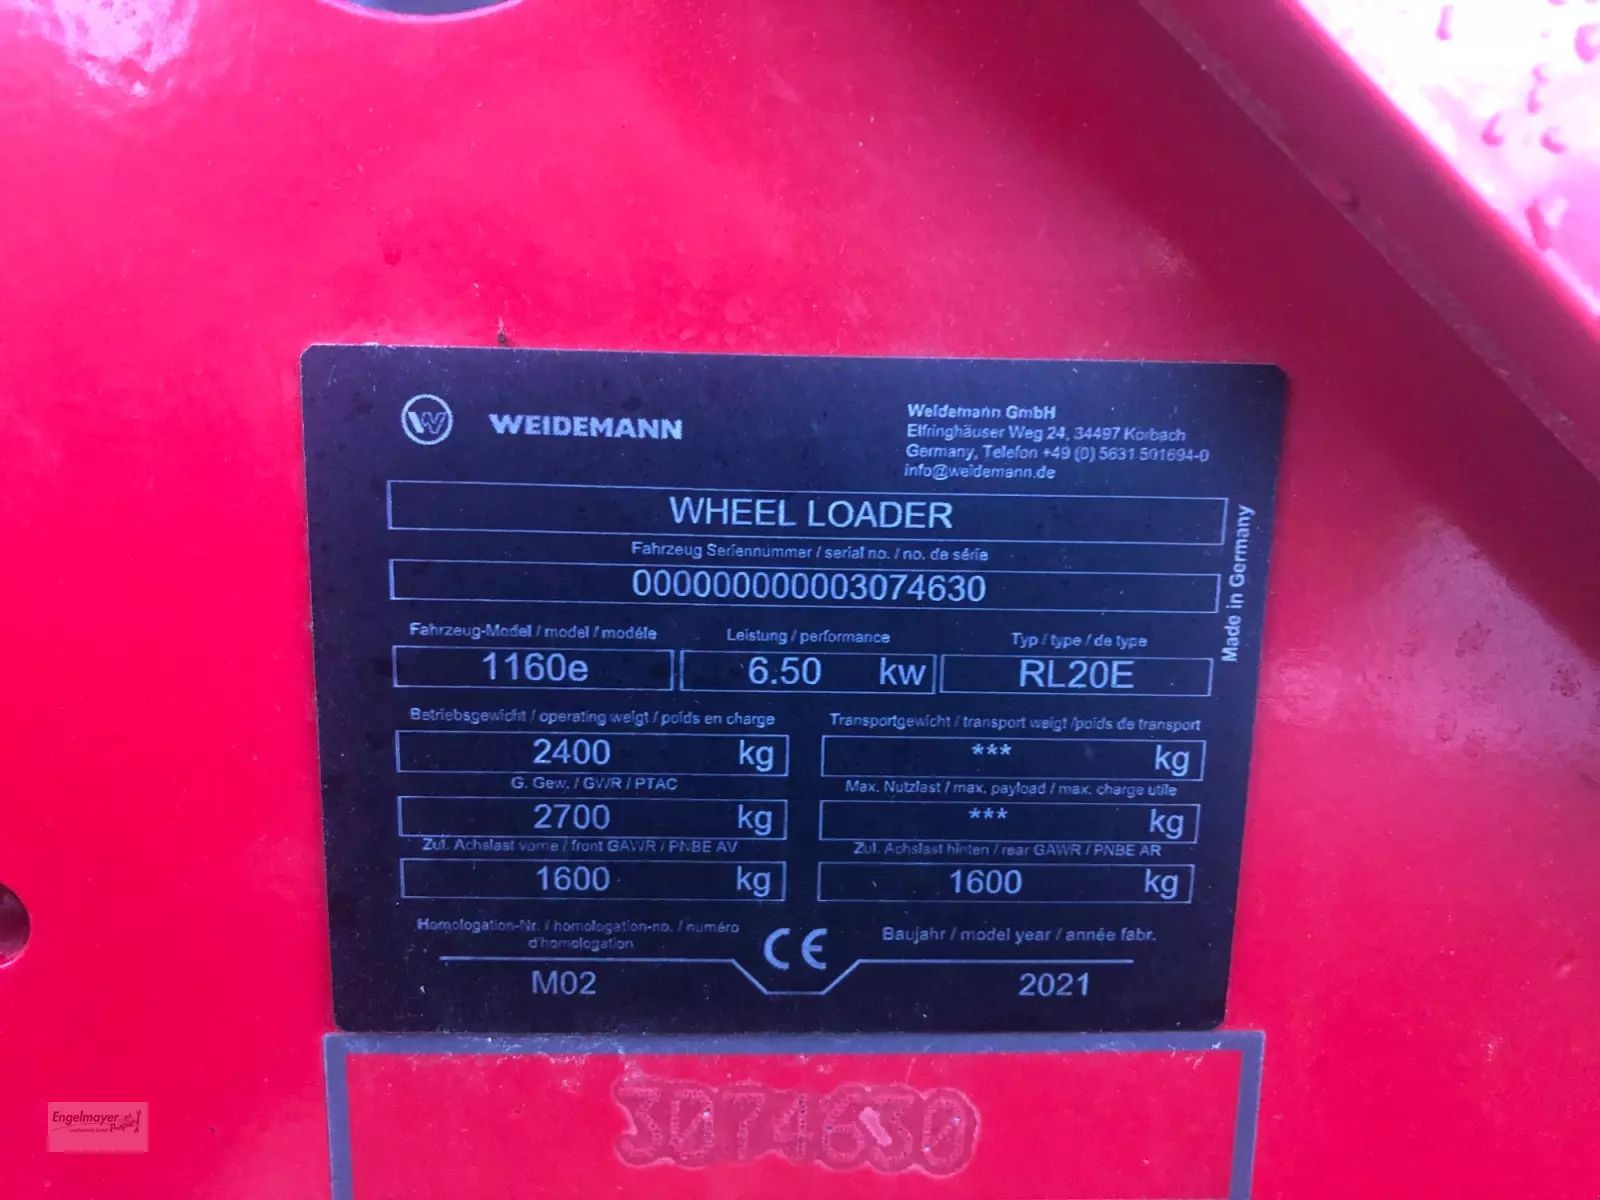 WEIDEMANN
Weidemann GmbH
Elfringhäuser Weg 24, 34497 Korbach
Germany, Telefon +49 (0) 5631 501694-0
info@weidemann.de
WHEEL LOADER
Fahrzeug Seriennummer / serial no. / no. de série
000000000003074630
Made in Germany
Fahrzeug-Model / model / modéle
Leistung / performance
Typ / type / de type
1160e
6.50 kw
RL20E
Betriebsgewicht / operating weigt / poids en charge
Transportgewicht / transport weigt /poids de transport
2400 kg
*** kg
G. Gew. / GWR / PTAC
Max. Nutzlast / max. payload / max. charge utile
2700 kg
*** kg
Zul. Achslast vorne / front GAWR / PNBE AV
Zul. Achslast hinten / rear GAWR / PNBE AR
1600 kg
1600 kg
Homologation-Nr. / homologation-no. / numéro
d'homologation
CE
Baujahr / model year / année fabr.
M02
2021
3074630
Engelmayer